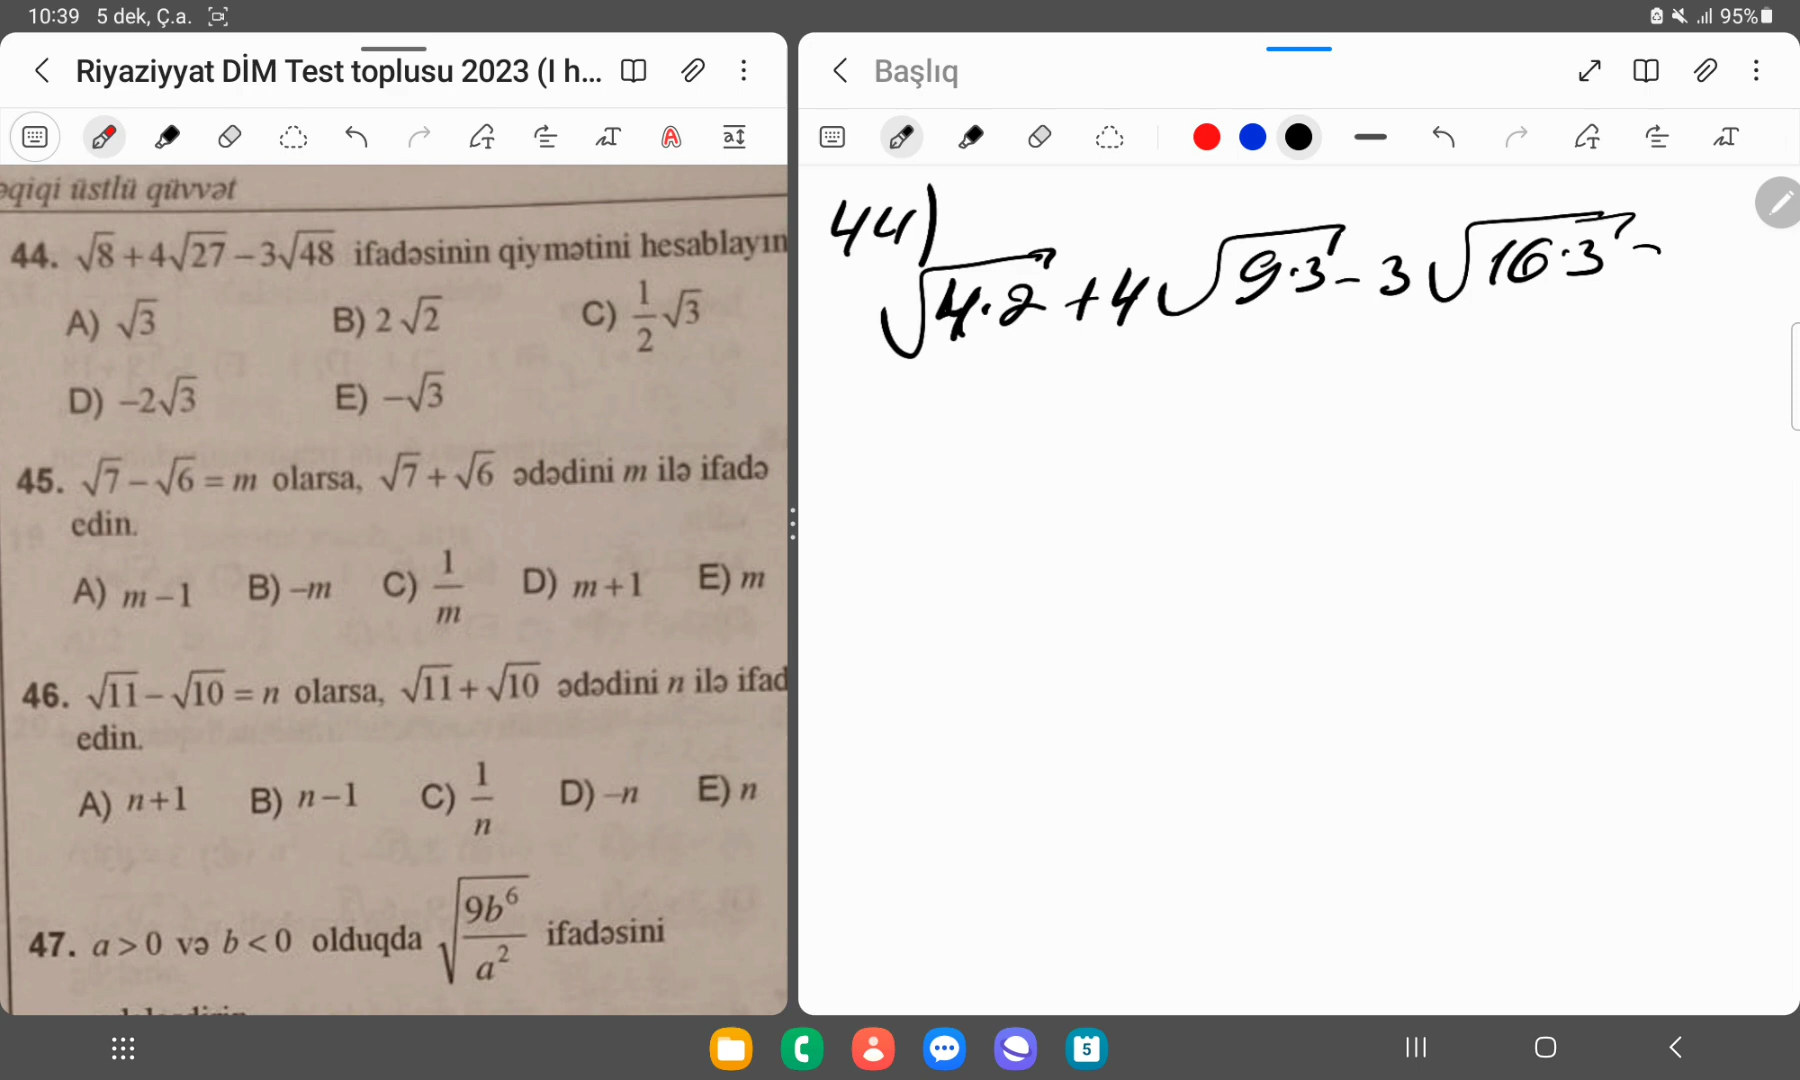 10:39 5 dek, Ç.a. 95%
Riyaziyyat DİM Test toplusu 2023 (I h...
əqiqi üstlü qüvvət
44. √8 + 4√27 − 3√48 ifadəsinin qiymətini hesablayın
A) √3 B) 2√2 C) 1/2 √3
D) −2√3 E) −√3
45. √7 − √6 = m olarsa, √7 + √6 ədədini m ilə ifadə
edin.
A) m − 1 B) −m C) 1/m D) m + 1 E) m
46. √11 − √10 = n olarsa, √11 + √10 ədədini n ilə ifad
edin.
A) n+1 B) n−1 C) 1/n D) −n E) n
47. a > 0 və b < 0 olduqda √(9b⁶/a²) ifadəsini
Başlıq
44)
√4·2 + 4√9·3 − 3√16·3 −
5